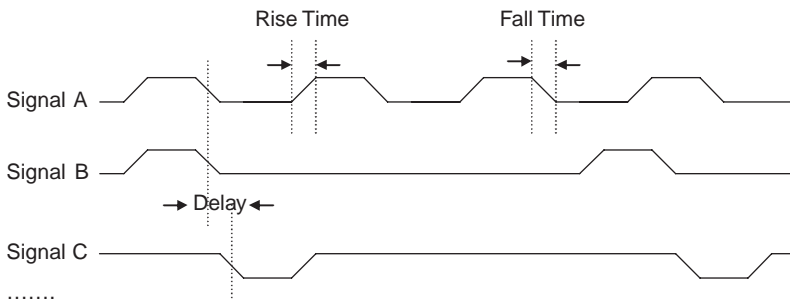 Rise Time
Fall Time
Signal A
Signal B
Delay
Signal C
.......